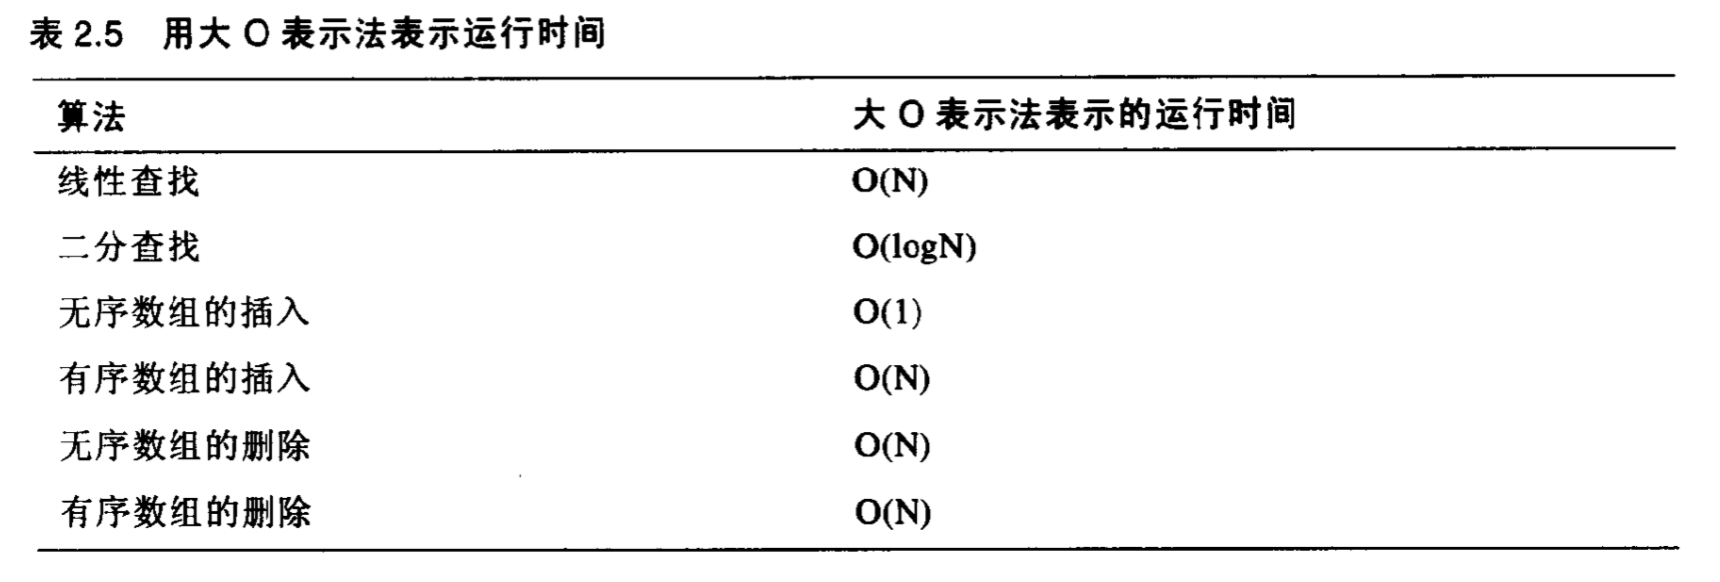 表 2.5 用大 O 表示法表示运行时间
算法 大 O 表示法表示的运行时间
线性查找 O(N)
二分查找 O(logN)
无序数组的插入 O(1)
有序数组的插入 O(N)
无序数组的删除 O(N)
有序数组的删除 O(N)